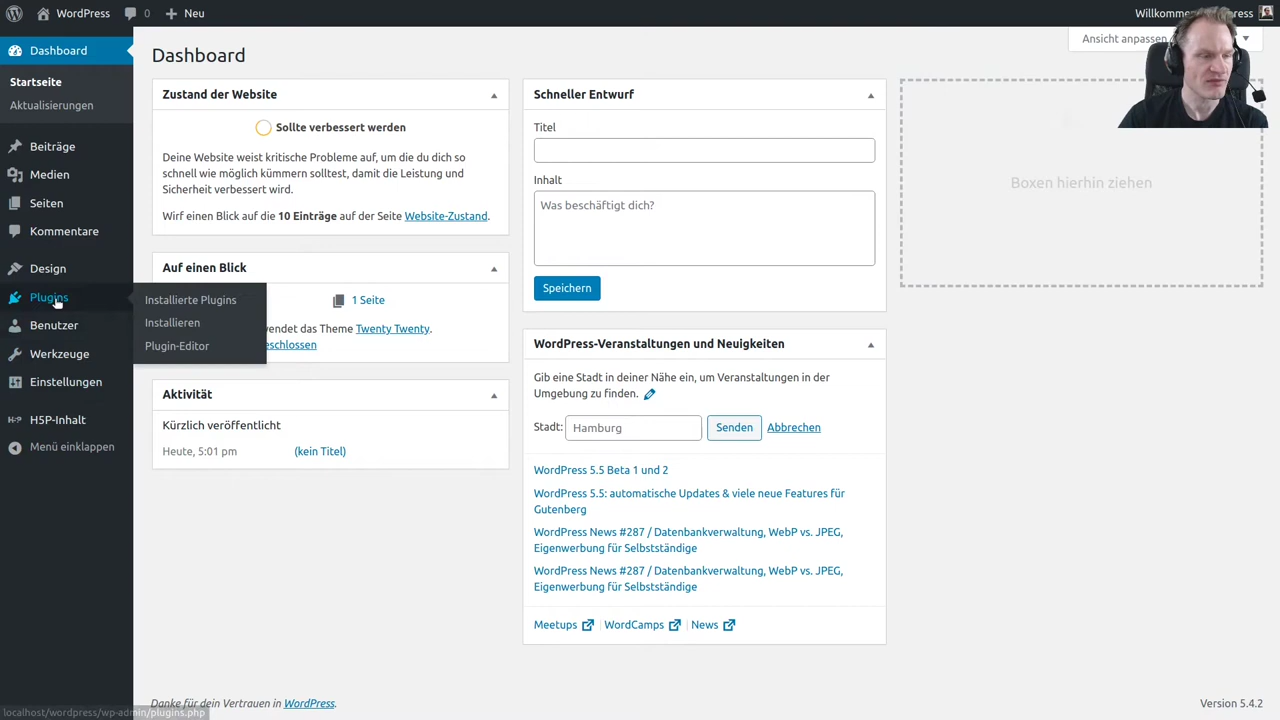 WordPress 0 Neu
Willkomme
ress
Ansicht anpassen
Dashboard
Startseite
Aktualisierungen
Beiträge
Medien
Seiten
Kommentare
Design
Plugins
Installierte Plugins
Installieren
Plugin-Editor
Benutzer
Werkzeuge
Einstellungen
H5P-Inhalt
Menü einklappen
Dashboard
Zustand der Website
Sollte verbessert werden
Deine Website weist kritische Probleme auf, um die du dich so
schnell wie möglich kümmern solltest, damit die Leistung und
Sicherheit verbessert wird.
Wirf einen Blick auf die 10 Einträge auf der Seite Website-Zustand.
Auf einen Blick
1 Seite
wendet das Theme Twenty Twenty.
eschlossen
Aktivität
Kürzlich veröffentlicht
Heute, 5:01 pm (kein Titel)
Schneller Entwurf
Titel
Inhalt
Was beschäftigt dich?
Speichern
WordPress-Veranstaltungen und Neuigkeiten
Gib eine Stadt in deiner Nähe ein, um Veranstaltungen in der
Umgebung zu finden.
Stadt: Hamburg Senden Abbrechen
WordPress 5.5 Beta 1 und 2
WordPress 5.5: automatische Updates & viele neue Features für
Gutenberg
WordPress News #287 / Datenbankverwaltung, WebP vs. JPEG,
Eigenwerbung für Selbstständige
WordPress News #287 / Datenbankverwaltung, WebP vs. JPEG,
Eigenwerbung für Selbstständige
Meetups WordCamps News
Boxen hierhin ziehen
Danke für dein Vertrauen in WordPress.
Version 5.4.2
localhost/wordpress/wp-admin/plugins.php